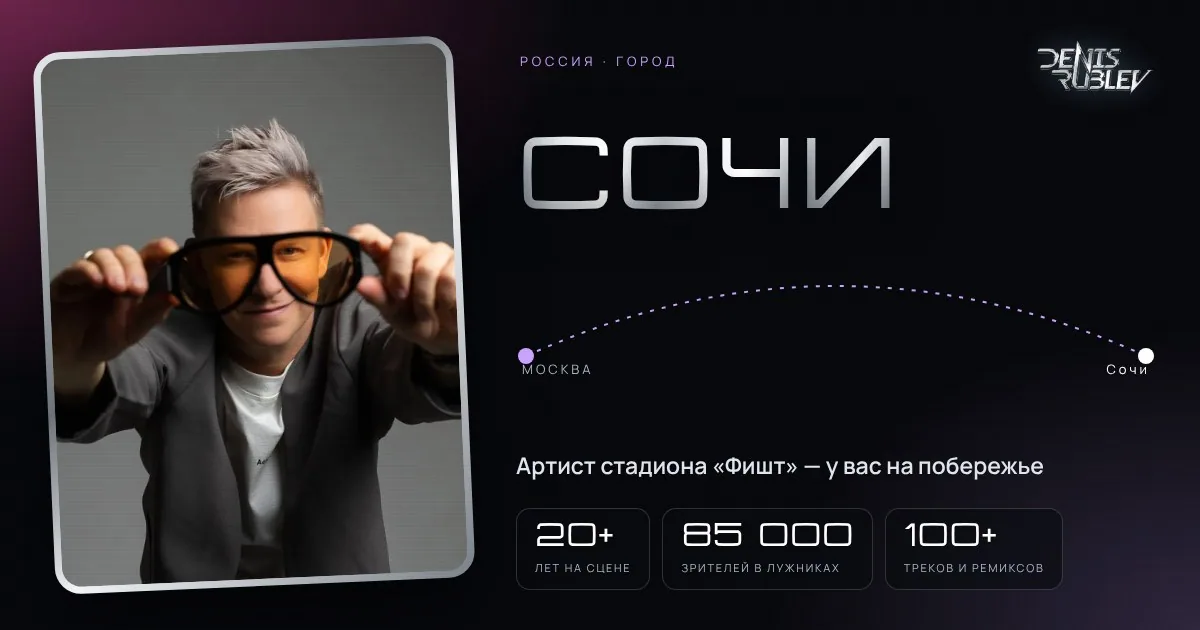 РОССИЯ · ГОРОД
DENIS
RUBLEV
СОЧИ
МОСКВА
Сочи
Артист стадиона «Фишт» — у вас на побережье
20+
ЛЕТ НА СЦЕНЕ
85 000
ЗРИТЕЛЕЙ В ЛУЖНИКАХ
100+
ТРЕКОВ И РЕМИКСОВ